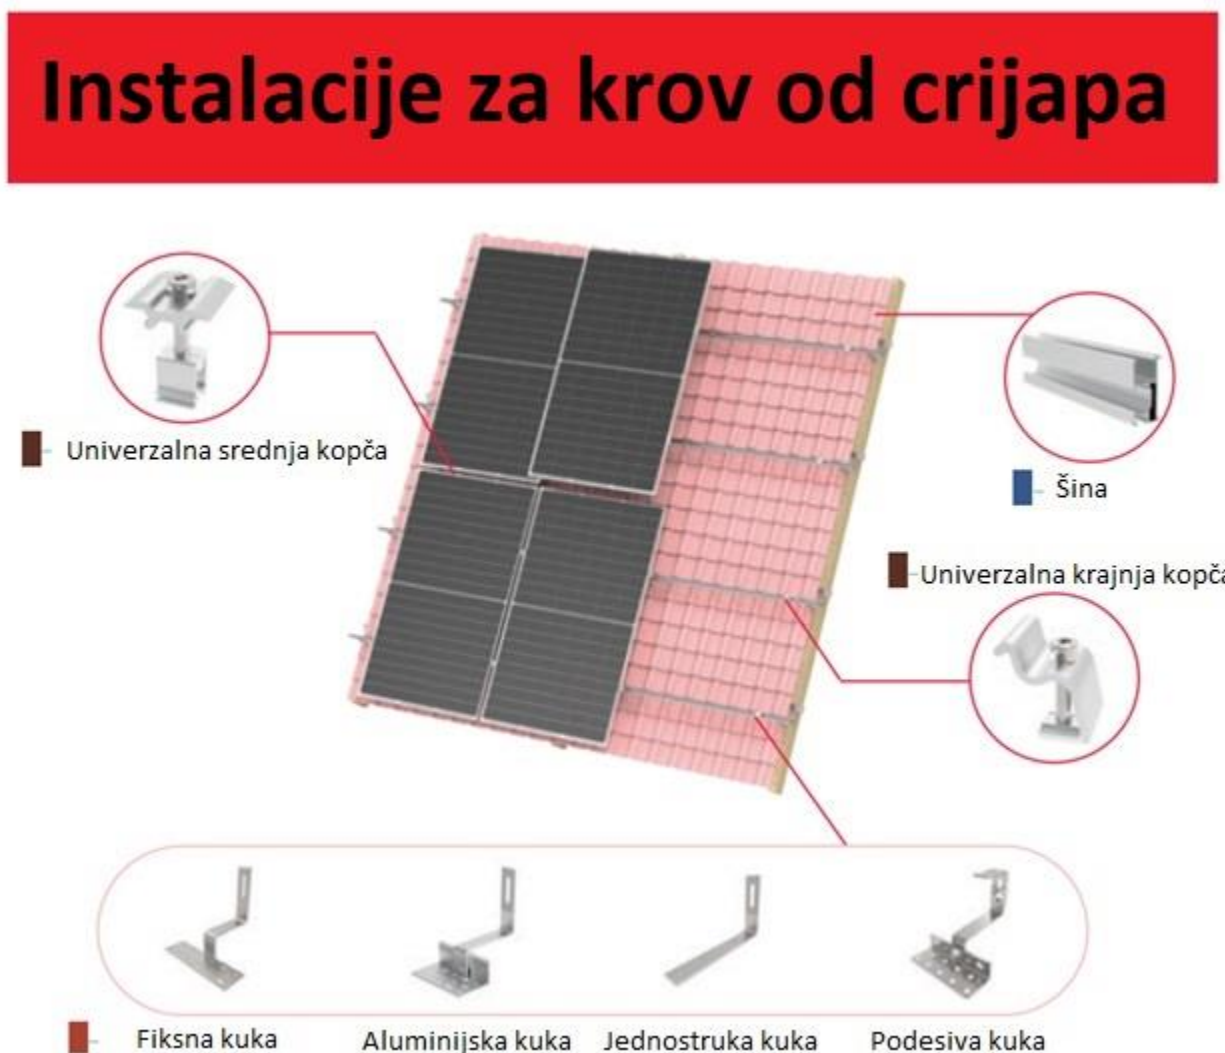 Instalacije za krov od crijapa
Univerzalna srednja kopča
Šina
Univerzalna krajnja kopča
Fiksna kuka
Aluminijska kuka
Jednostruka kuka
Podesiva kuka